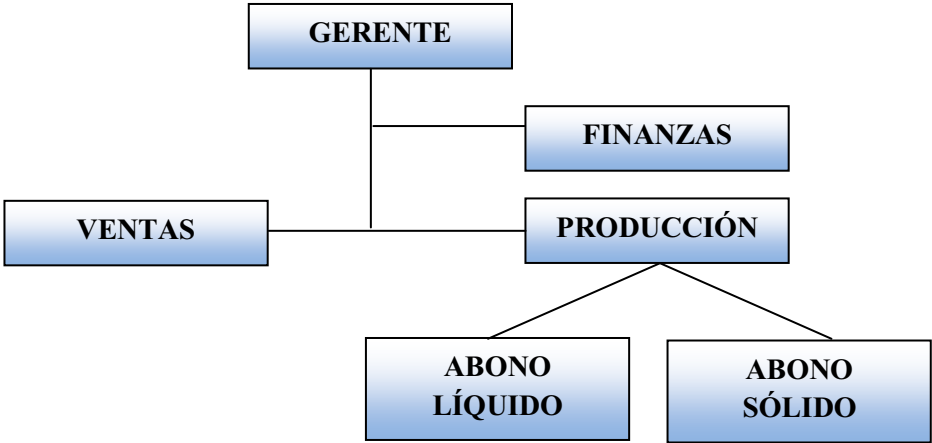 GERENTE
FINANZAS
VENTAS
PRODUCCIÓN
ABONO
LÍQUIDO
ABONO
SÓLIDO